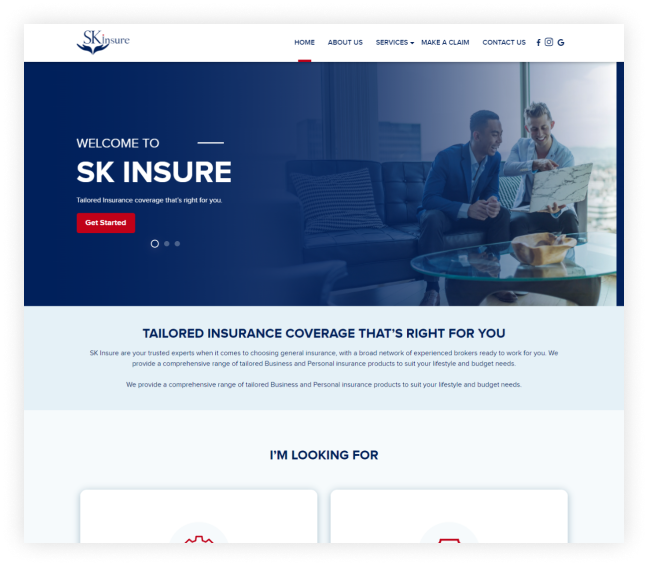 SK Insure
HOME ABOUT US SERVICES MAKE A CLAIM CONTACT US
WELCOME TO
SK INSURE
Tailored Insurance coverage that's right for you.
Get Started
TAILORED INSURANCE COVERAGE THAT'S RIGHT FOR YOU
SK Insure are your trusted experts when it comes to choosing general insurance, with a broad network of experienced brokers ready to work for you. We
provide a comprehensive range of tailored Business and Personal insurance products to suit your lifestyle and budget needs.
We provide a comprehensive range of tailored Business and Personal insurance products to suit your lifestyle and budget needs.
I'M LOOKING FOR